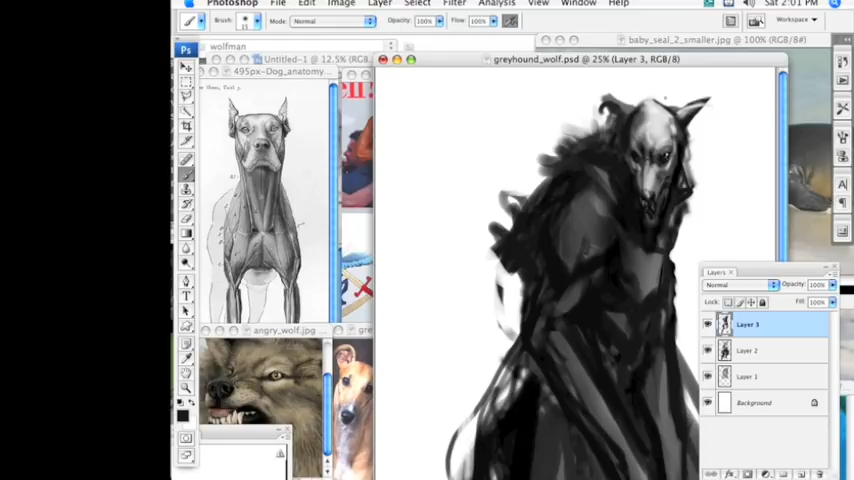 Photoshop File Edit Image Layer Select Filter Analysis View Window Help
Sat 2:01 PM
Brush: 15 Mode: Normal Opacity: 100% Flow: 100% Workspace
wolfman
baby_seal_2_smaller.jpg @ 100% (RGB/8#)
Untitled-1 @ 12.5% (RGB
greyhound_wolf.psd @ 25% (Layer 3, RGB/8)
495px-Dog_anatomy
Ps
Layers
Normal Opacity: 100%
Lock: Fill: 100%
Layer 3
Layer 2
Layer 1
Background
angry_wolf.jpg
gre